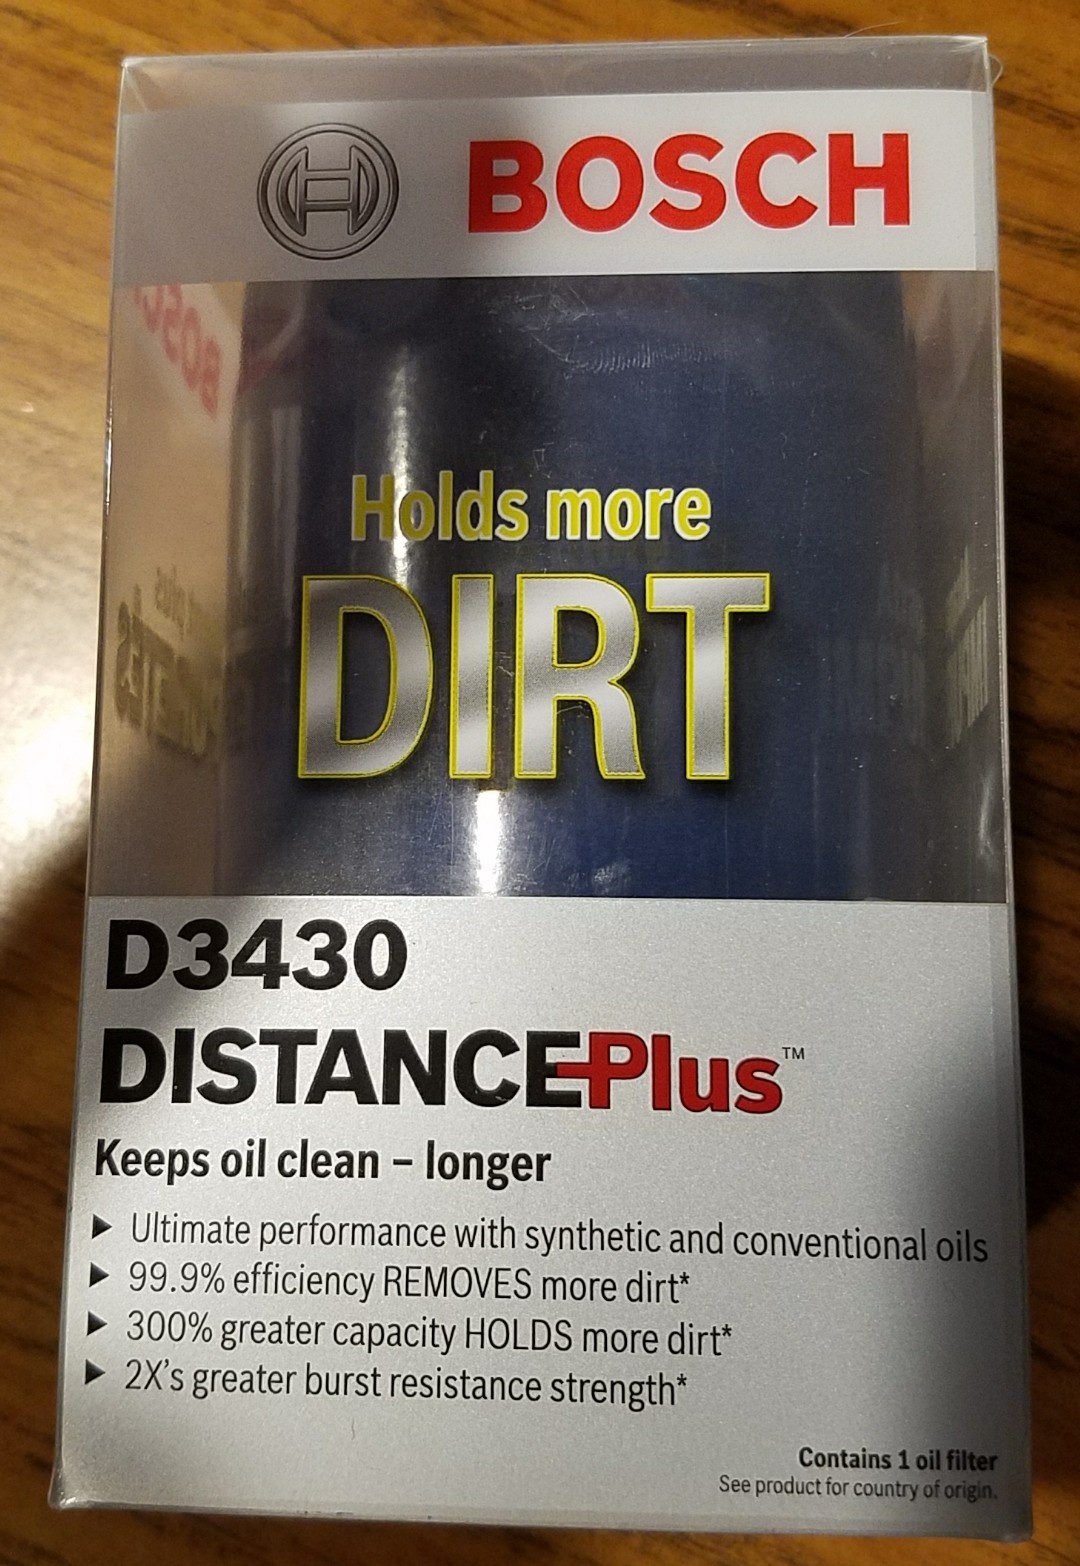 BOSCH
Holds more
DIRT
D3430
DISTANCEPlus™
Keeps oil clean – longer
▶ Ultimate performance with synthetic and conventional oils
▶ 99.9% efficiency REMOVES more dirt*
▶ 300% greater capacity HOLDS more dirt*
▶ 2X's greater burst resistance strength*
Contains 1 oil filter
See product for country of origin.